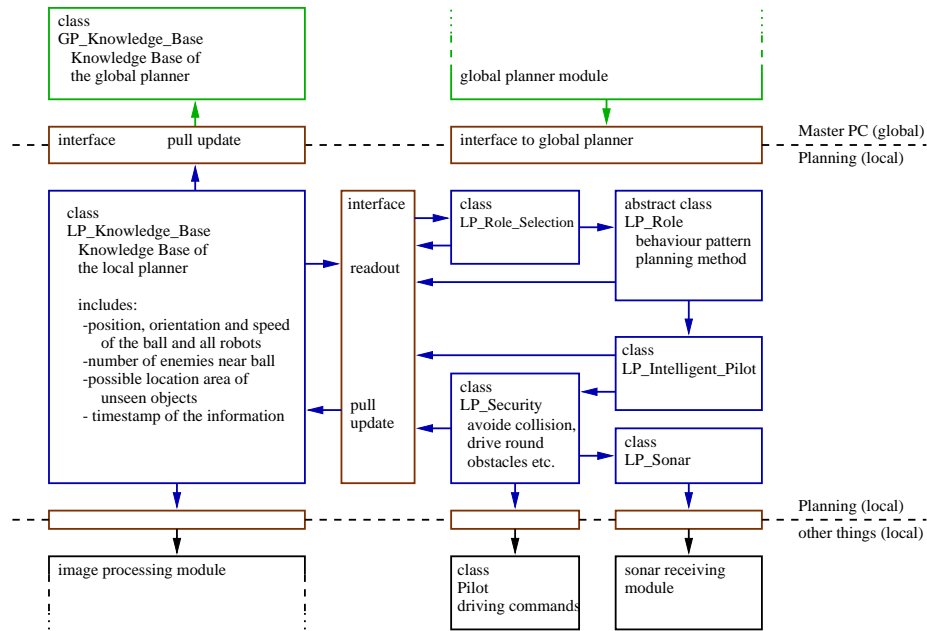 class
GP_Knowledge_Base
Knowledge Base of
the global planner
global planner module
interface pull update
interface to global planner
Master PC (global)
Planning (local)
class
LP_Knowledge_Base
Knowledge Base of
the local planner
includes:
-position, orientation and speed
of the ball and all robots
-number of enemies near ball
-possible location area of
unseen objects
- timestamp of the information
interface
readout
pull
update
class
LP_Role_Selection
abstract class
LP_Role
behaviour pattern
planning method
class
LP_Intelligent_Pilot
class
LP_Security
avoide collision,
drive round
obstacles etc.
class
LP_Sonar
Planning (local)
other things (local)
image processing module
class
Pilot
driving commands
sonar receiving
module